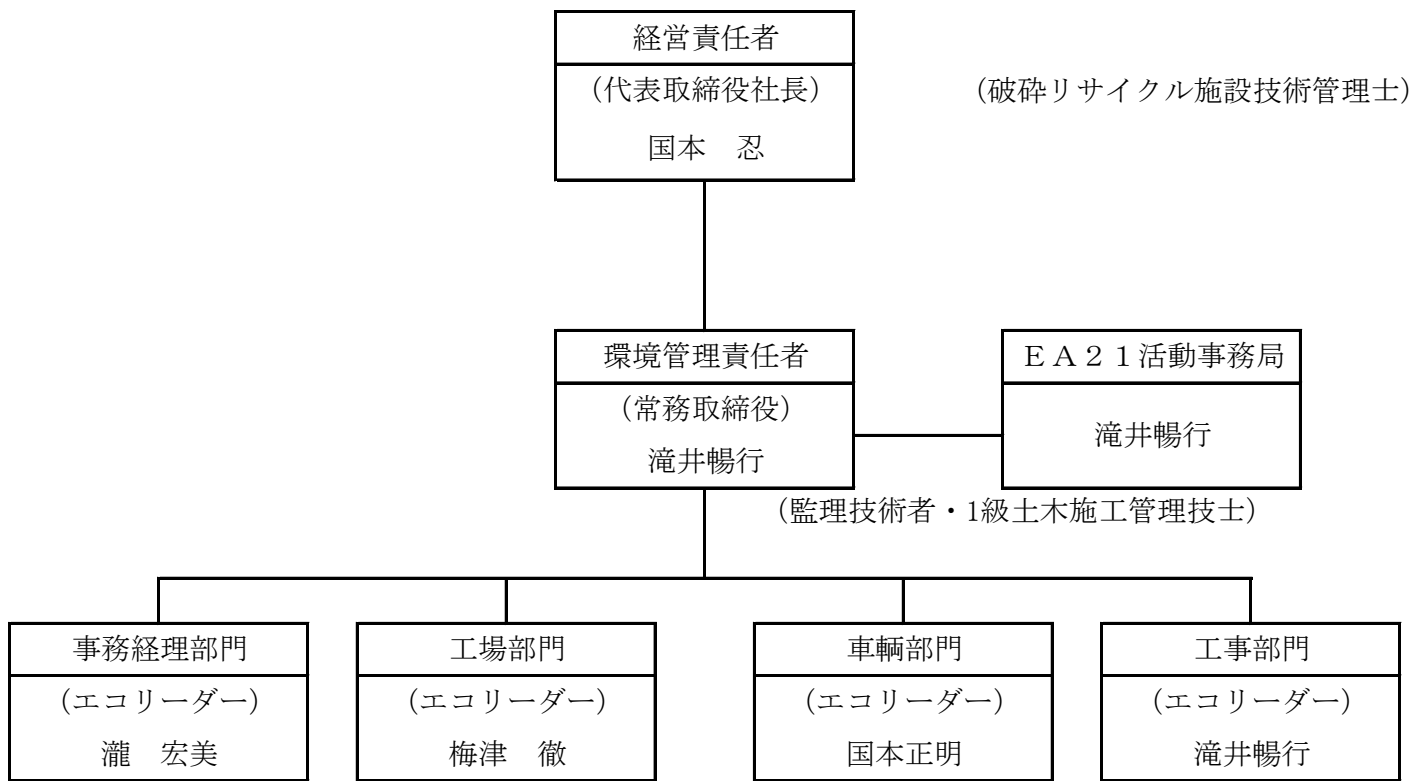 経営責任者
(代表取締役社長)
(破砕リサイクル施設技術管理士)
国本　忍
環境管理責任者
ＥＡ２１活動事務局
(常務取締役)
滝井暢行
滝井暢行
(監理技術者・1級土木施工管理技士)
事務経理部門
工場部門
車輌部門
工事部門
(エコリーダー)
(エコリーダー)
(エコリーダー)
(エコリーダー)
瀧　宏美
梅津　徹
国本正明
滝井暢行